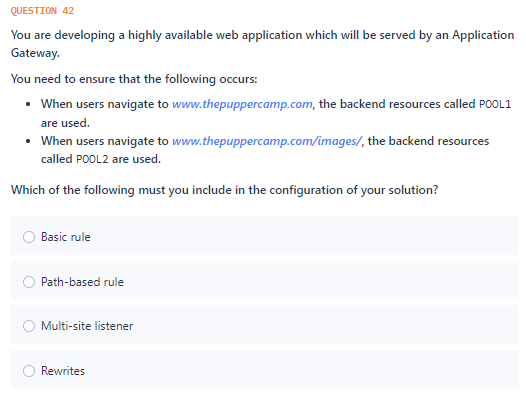 QUESTION 42
You are developing a highly available web application which will be served by an Application
Gateway.
You need to ensure that the following occurs:
• When users navigate to www.thepuppercamp.com, the backend resources called POOL1
are used.
• When users navigate to www.thepuppercamp.com/images/, the backend resources
called POOL2 are used.
Which of the following must you include in the configuration of your solution?
Basic rule
Path-based rule
Multi-site listener
Rewrites